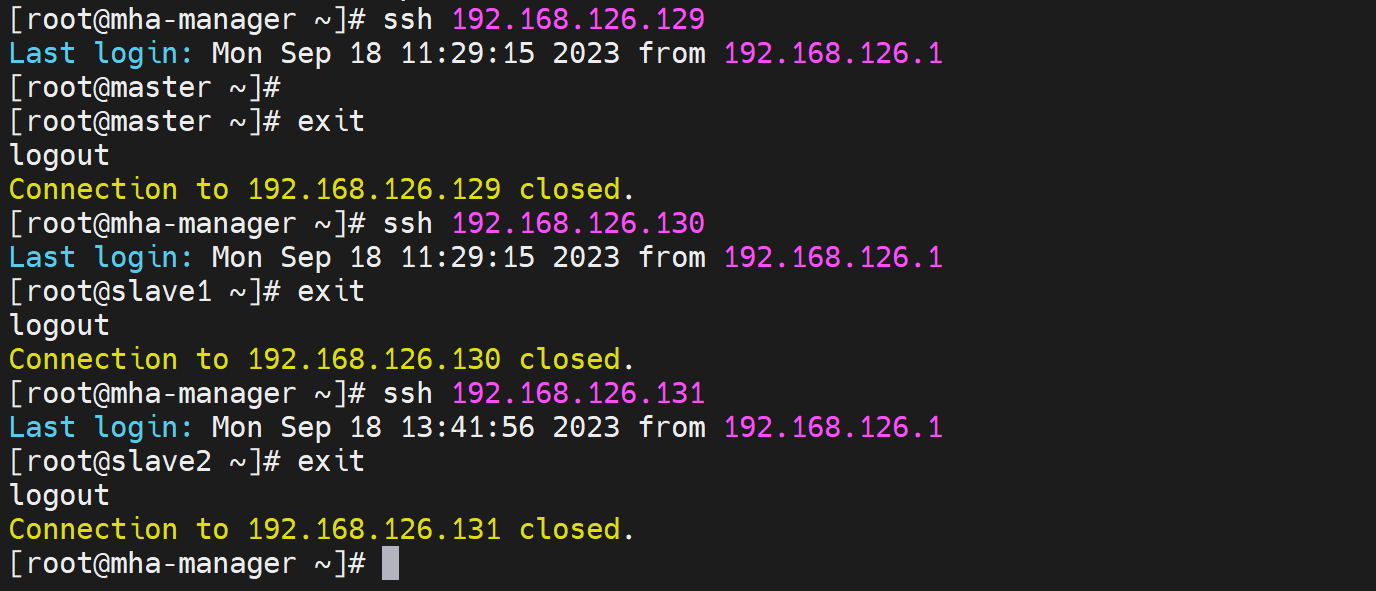 [root@mha-manager ~]# ssh 192.168.126.129
Last login: Mon Sep 18 11:29:15 2023 from 192.168.126.1
[root@master ~]#
[root@master ~]# exit
logout
Connection to 192.168.126.129 closed.
[root@mha-manager ~]# ssh 192.168.126.130
Last login: Mon Sep 18 11:29:15 2023 from 192.168.126.1
[root@slave1 ~]# exit
logout
Connection to 192.168.126.130 closed.
[root@mha-manager ~]# ssh 192.168.126.131
Last login: Mon Sep 18 13:41:56 2023 from 192.168.126.1
[root@slave2 ~]# exit
logout
Connection to 192.168.126.131 closed.
[root@mha-manager ~]#